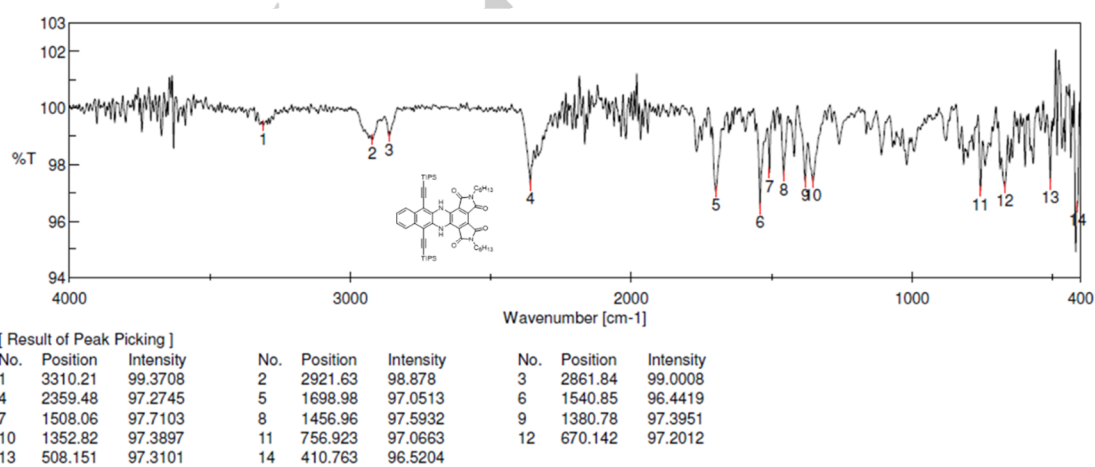 103
102
100
%T
98
96
94
1
2
3
4
5
6
7
8
9
10
11
12
13
14
TIPS
O
N
C6H13
H
N
O
O
N
H
N
O
C6H13
TIPS
4000
3000
2000
1000
400
Wavenumber [cm-1]
[ Result of Peak Picking ]
No. Position Intensity No. Position Intensity No. Position Intensity
1 3310.21 99.3708 2 2921.63 98.878 3 2861.84 99.0008
4 2359.48 97.2745 5 1698.98 97.0513 6 1540.85 96.4419
7 1508.06 97.7103 8 1456.96 97.5932 9 1380.78 97.3951
10 1352.82 97.3897 11 756.923 97.0663 12 670.142 97.2012
13 508.151 97.3101 14 410.763 96.5204